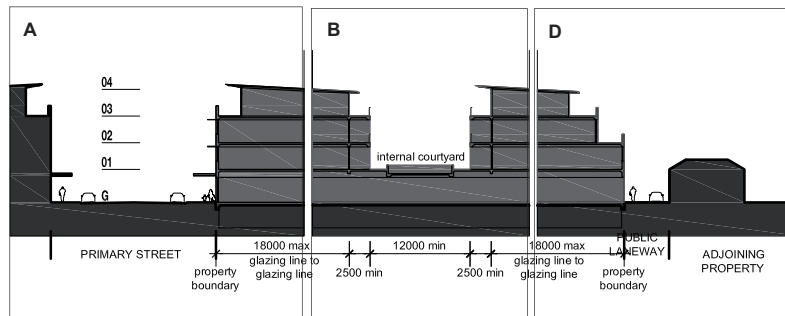 A
B
D
04
03
02
01
G
internal courtyard
PRIMARY STREET
property
boundary
18000 max
glazing line to
glazing line
2500 min
12000 min
2500 min
18000 max
glazing line to
glazing line
property
boundary
PUBLIC
LANEWAY
ADJOINING
PROPERTY